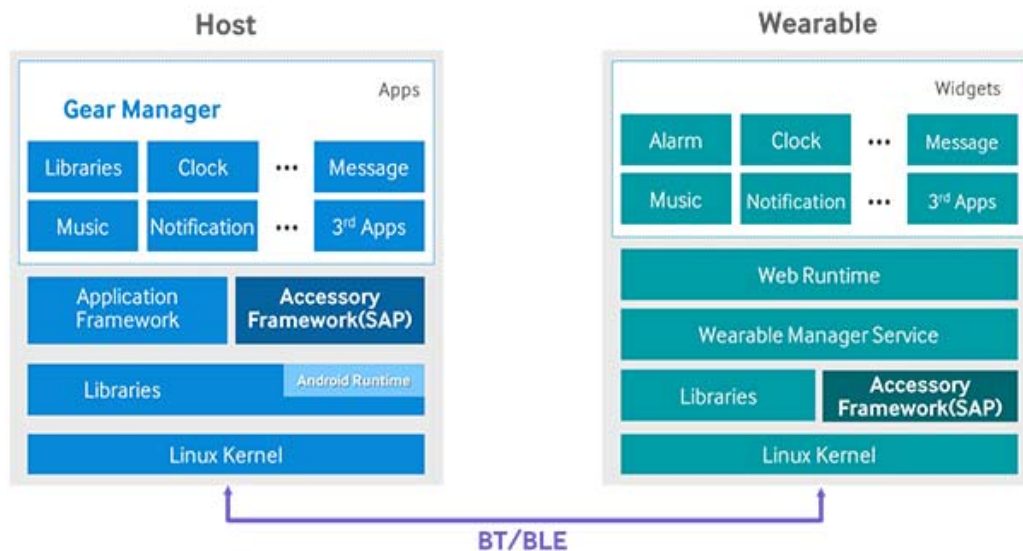 Host
Apps
Gear Manager
Libraries
Clock
•••
Message
Music
Notification
•••
3rd Apps
Application
Framework
Accessory
Framework(SAP)
Libraries
Android Runtime
Linux Kernel
Wearable
Widgets
Alarm
Clock
•••
Message
Music
Notification
•••
3rd Apps
Web Runtime
Wearable Manager Service
Libraries
Accessory
Framework(SAP)
Linux Kernel
BT/BLE